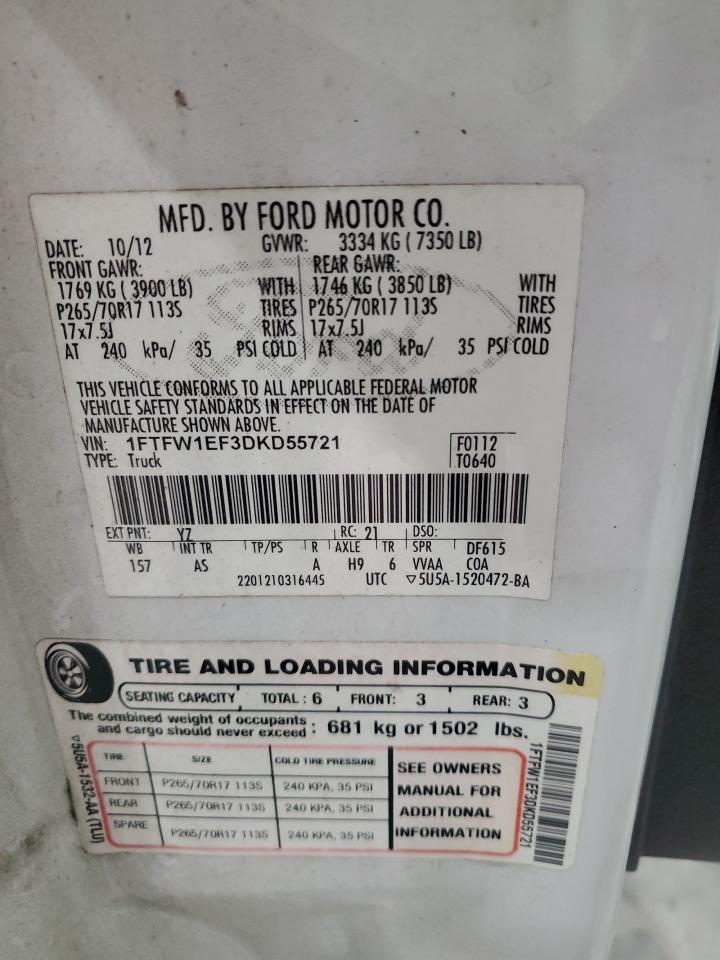 MFD. BY FORD MOTOR CO.
DATE: 10/12 GVWR: 3334 KG ( 7350 LB)
FRONT GAWR: REAR GAWR:
1769 KG ( 3900 LB) WITH 1746 KG ( 3850 LB) WITH
P265/70R17 113S TIRES P265/70R17 113S TIRES
17x7.5J RIMS 17x7.5J RIMS
AT 240 kPa/ 35 PSI COLD AT 240 kPa/ 35 PSI COLD
THIS VEHICLE CONFORMS TO ALL APPLICABLE FEDERAL MOTOR
VEHICLE SAFETY STANDARDS IN EFFECT ON THE DATE OF
MANUFACTURE SHOWN ABOVE.
VIN: 1FTFW1EF3DKD55721 F0112
TYPE: Truck T0640
EXT PNT: YZ RC: 21 DSO:
WB INT TR TP/PS R AXLE TR SPR DF615
157 AS A H9 6 VVAA COA
2201210316445 UTC ▽5U5A-1520472-BA
TIRE AND LOADING INFORMATION
SEATING CAPACITY TOTAL : 6 FRONT: 3 REAR: 3
The combined weight of occupants
and cargo should never exceed : 681 kg or 1502 lbs.
TIRE SIZE COLD TIRE PRESSURE
FRONT P265/70R17 113S 240 KPA, 35 PSI
REAR P265/70R17 113S 240 KPA, 35 PSI
SPARE P265/70R17 113S 240 KPA, 35 PSI
SEE OWNERS
MANUAL FOR
ADDITIONAL
INFORMATION
▽5U5A-1532-AA (TLU)
1FTFW1EF3DKD55721